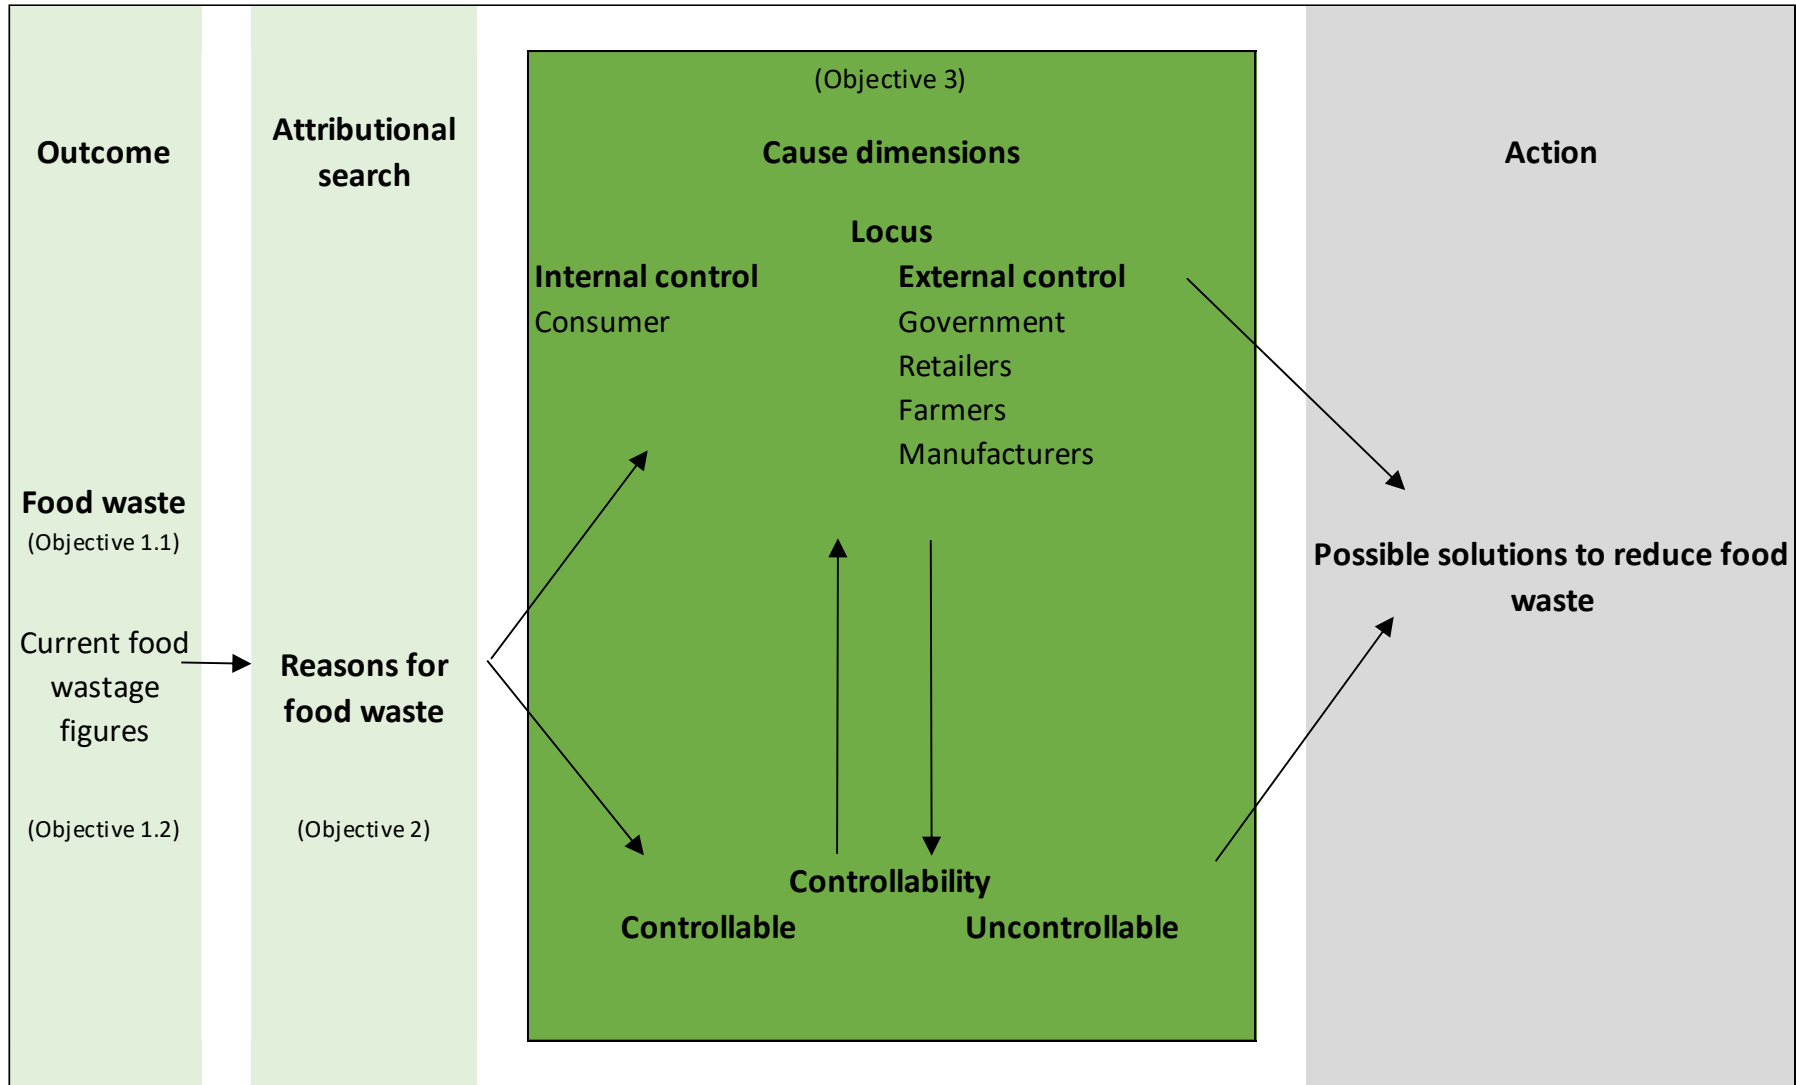 Outcome
(Objective 1.1)
Food waste
Current food
wastage
figures
(Objective 1.2)
Attributional
search
Reasons for
food waste
(Objective 2)
(Objective 3)
Cause dimensions
Locus
Internal control
Consumer
External control
Government
Retailers
Farmers
Manufacturers
Controllability
Controllable
Uncontrollable
Action
Possible solutions to reduce food
waste